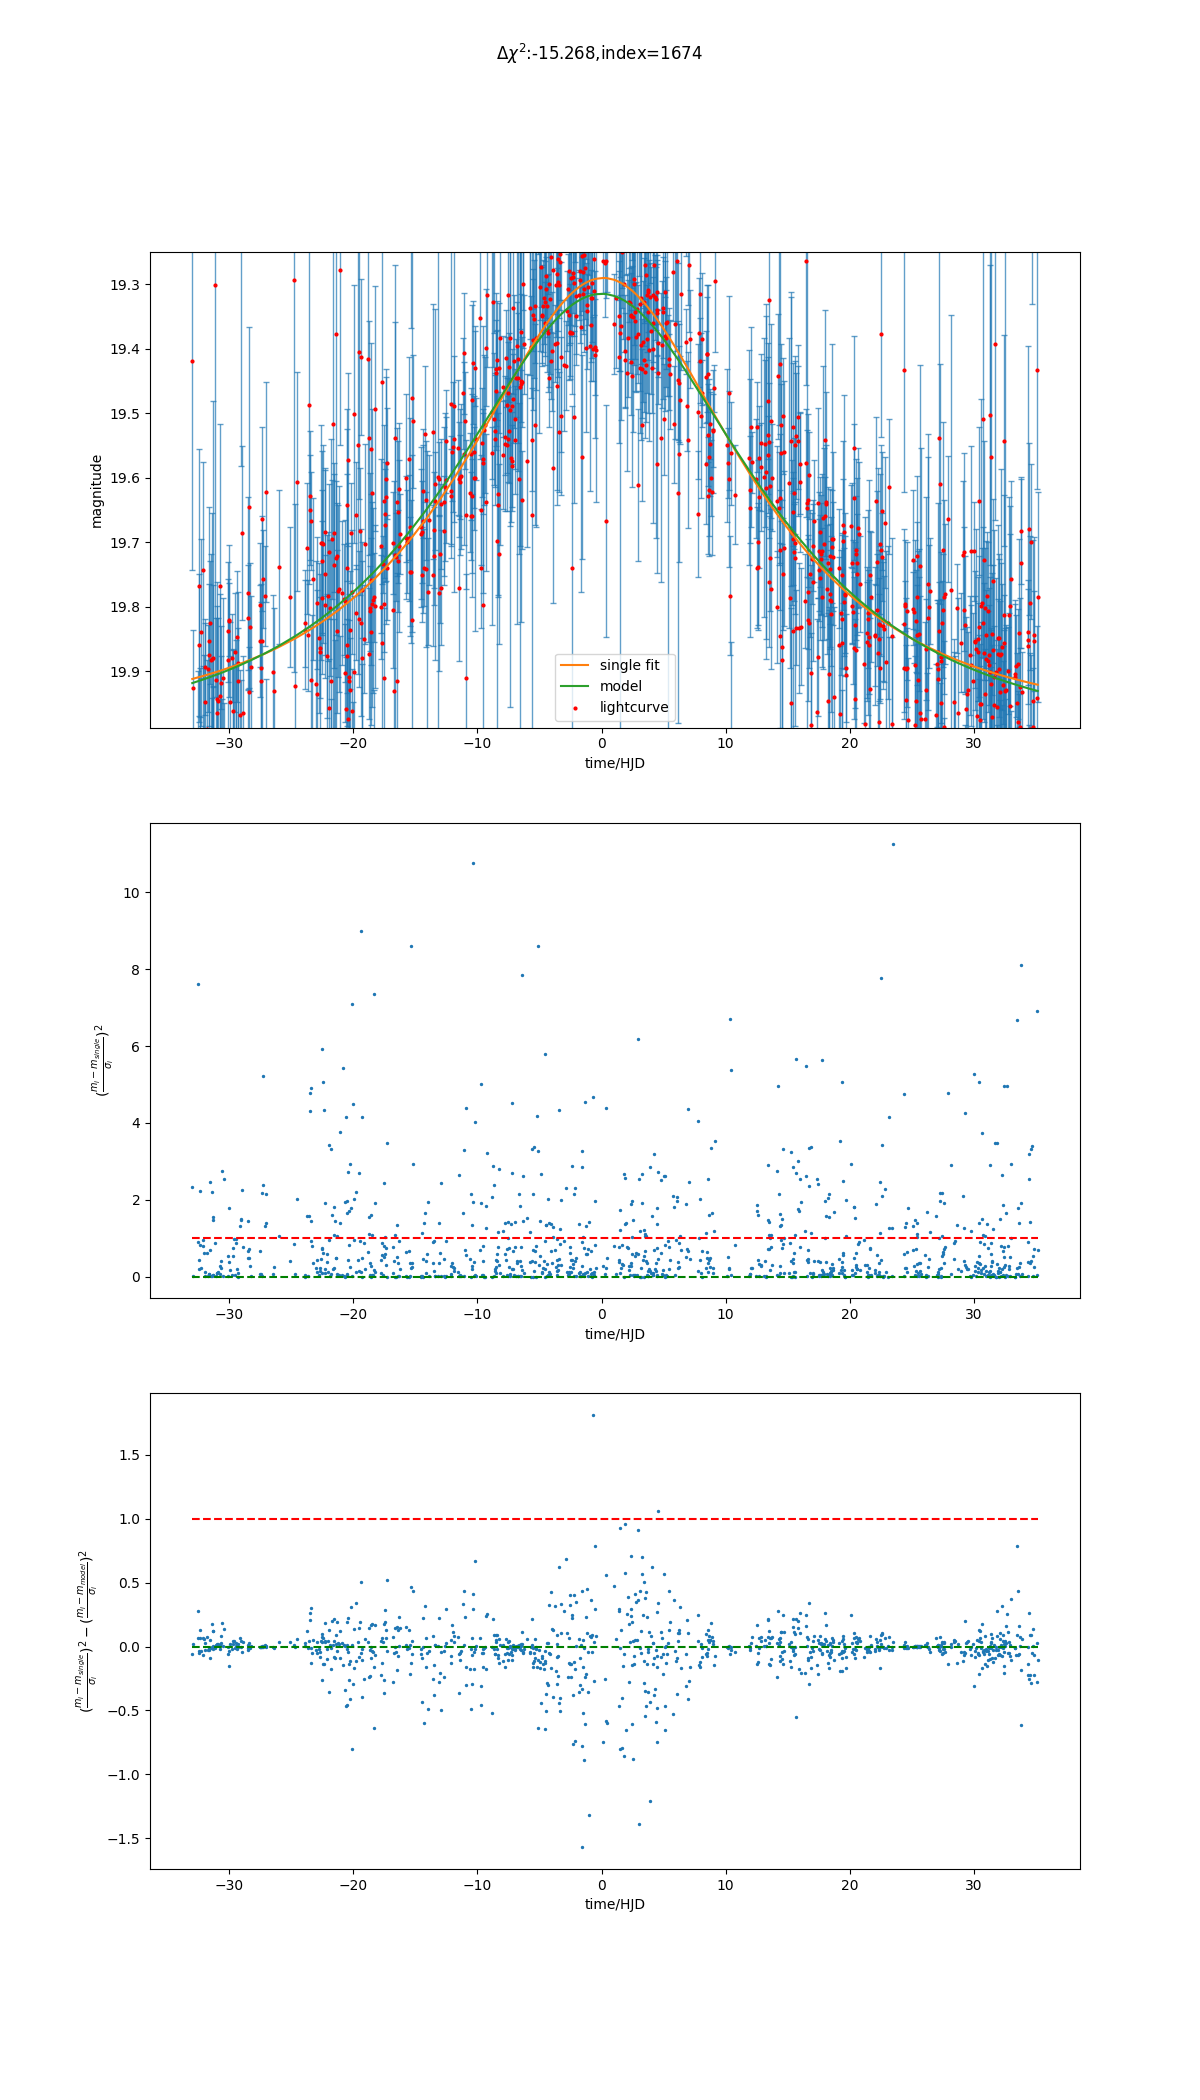 Δχ²:-15.268,index=1674
19.3
19.4
19.5
19.6
19.7
19.8
19.9
magnitude
single fit
model
lightcurve
−30 −20 −10 0 10 20 30
time/HJD
10
8
6
4
2
0
(m_i − m_single / σ_i)²
−30 −20 −10 0 10 20 30
time/HJD
1.5
1.0
0.5
0.0
−0.5
−1.0
−1.5
(m_i − m_single / σ_i)² − (m_i − m_model / σ_i)²
−30 −20 −10 0 10 20 30
time/HJD